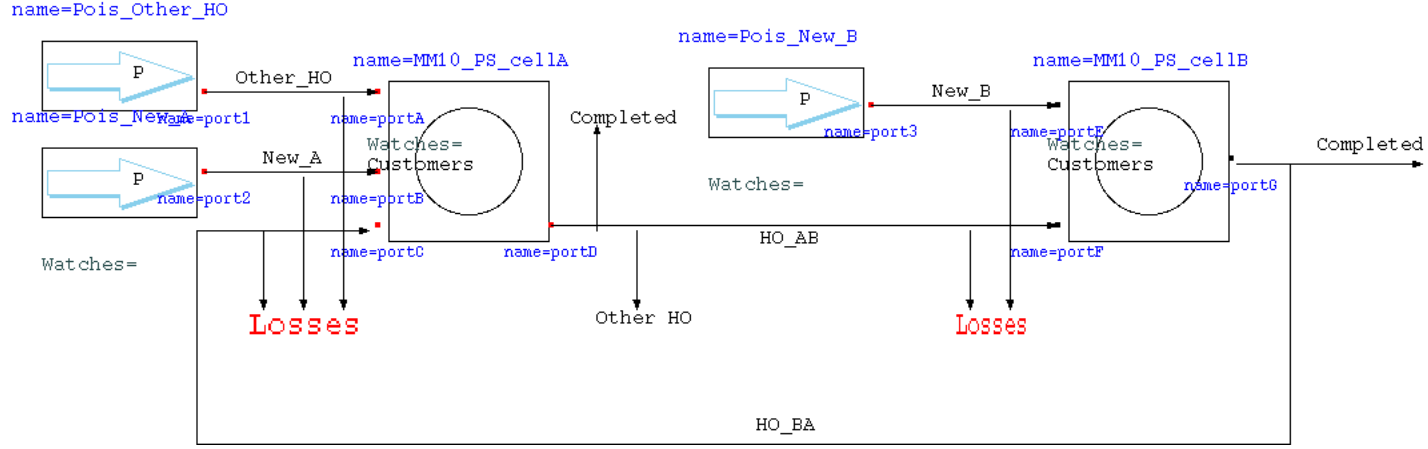 name=Pois_Other_HO
P
Other_HO
name=port1
name=Pois_New_A
P
New_A
name=port2
Watches=
name=MM10_PS_cellA
name=portA
Watches=
Customers
name=portB
name=portC
name=portD
Losses
Completed
Other HO
HO_AB
name=Pois_New_B
P
New_B
name=port3
Watches=
name=MM10_PS_cellB
name=portE
Watches=
Customers
name=portF
name=portG
Losses
Completed
HO_BA